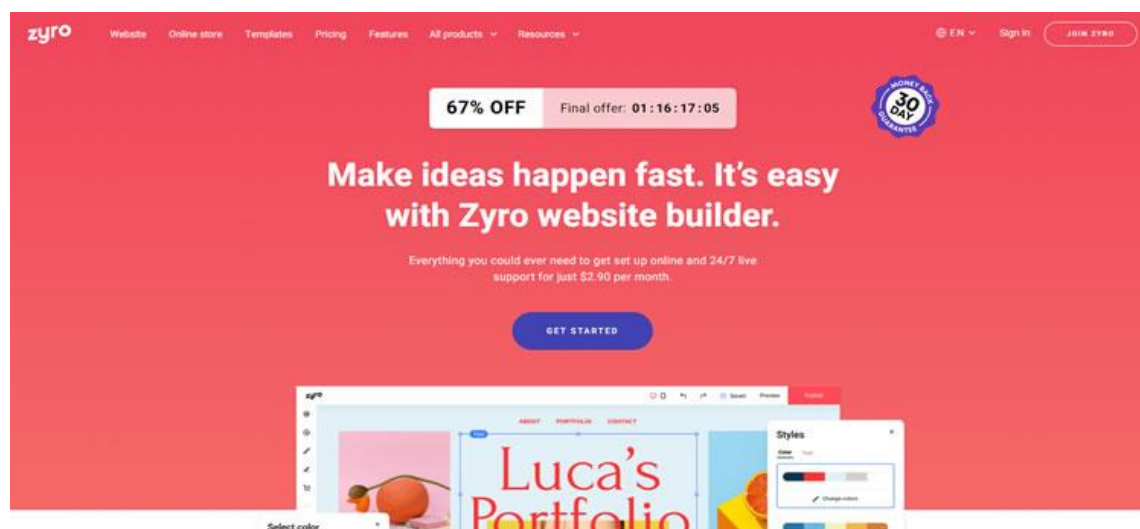 zyro
Website Online store Templates Pricing Features All products Resources
EN Sign in JOIN ZYRO
67% OFF Final offer: 01:16:17:05
MONEY BACK
30
DAY
GUARANTEE
Make ideas happen fast. It's easy
with Zyro website builder.
Everything you could ever need to get set up online and 24/7 live
support for just $2.90 per month.
GET STARTED
zyro
Saved Preview
ABOUT PORTFOLIO CONTACT
Luca's
Portfolio
Styles
Color Text
Change colors
Select color